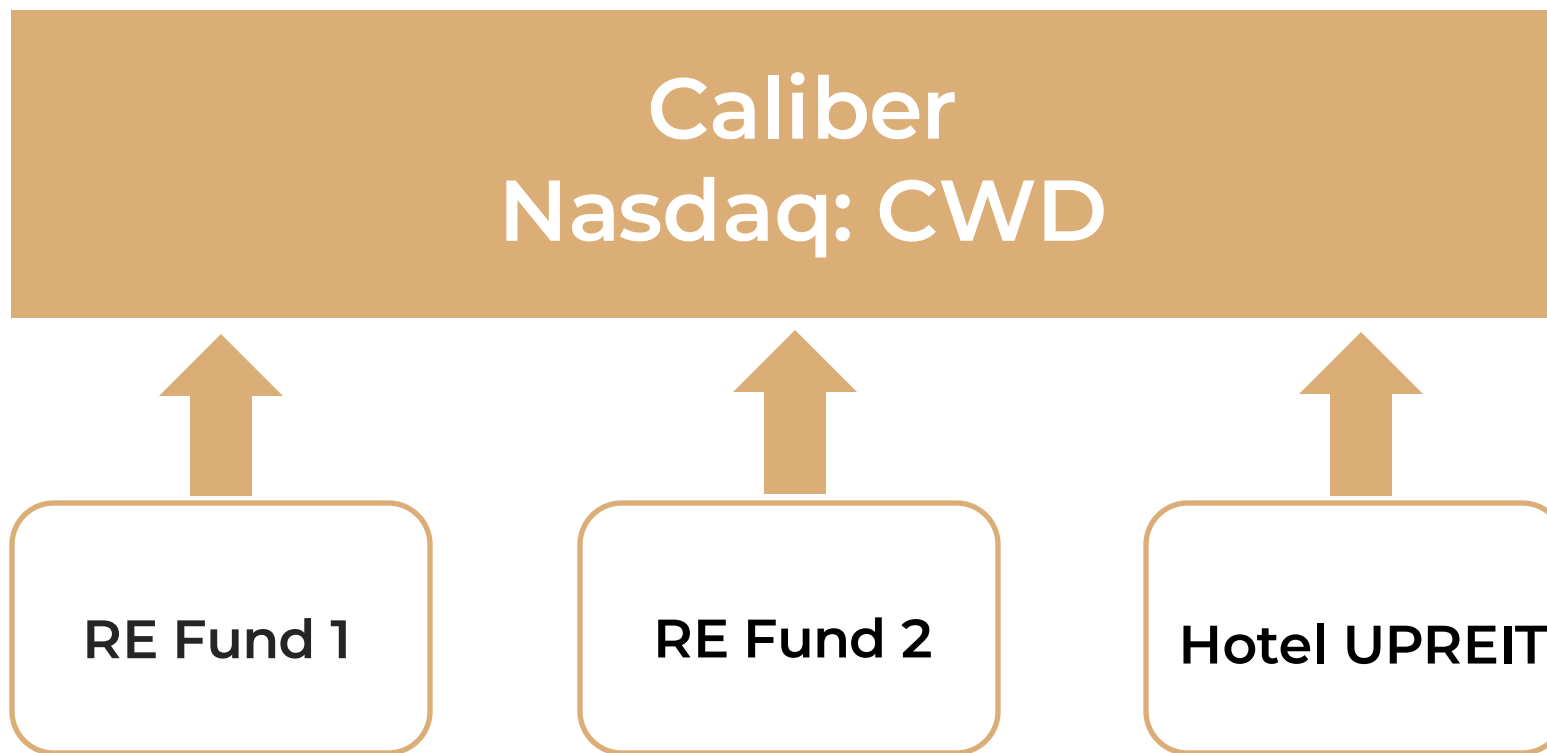 Caliber
Nasdaq: CWD
RE Fund 1
RE Fund 2
Hotel UPREIT